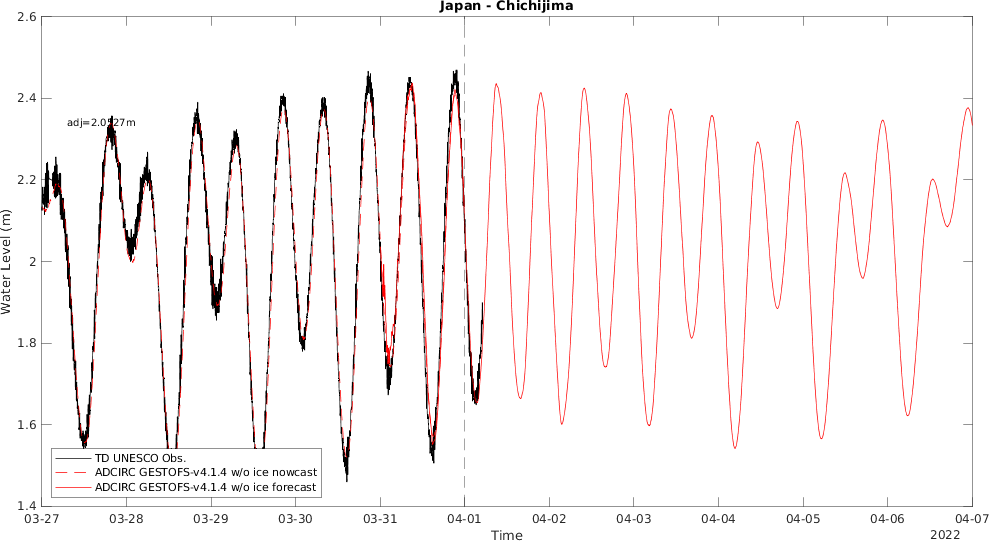 Japan - Chichijima
2.6
2.4
2.2
2
1.8
1.6
1.4
Water Level (m)
adj=2.0527m
TD UNESCO Obs.
ADCIRC GESTOFS-v4.1.4 w/o ice nowcast
ADCIRC GESTOFS-v4.1.4 w/o ice forecast
03-27 03-28 03-29 03-30 03-31 04-01 04-02 04-03 04-04 04-05 04-06 04-07
Time
2022